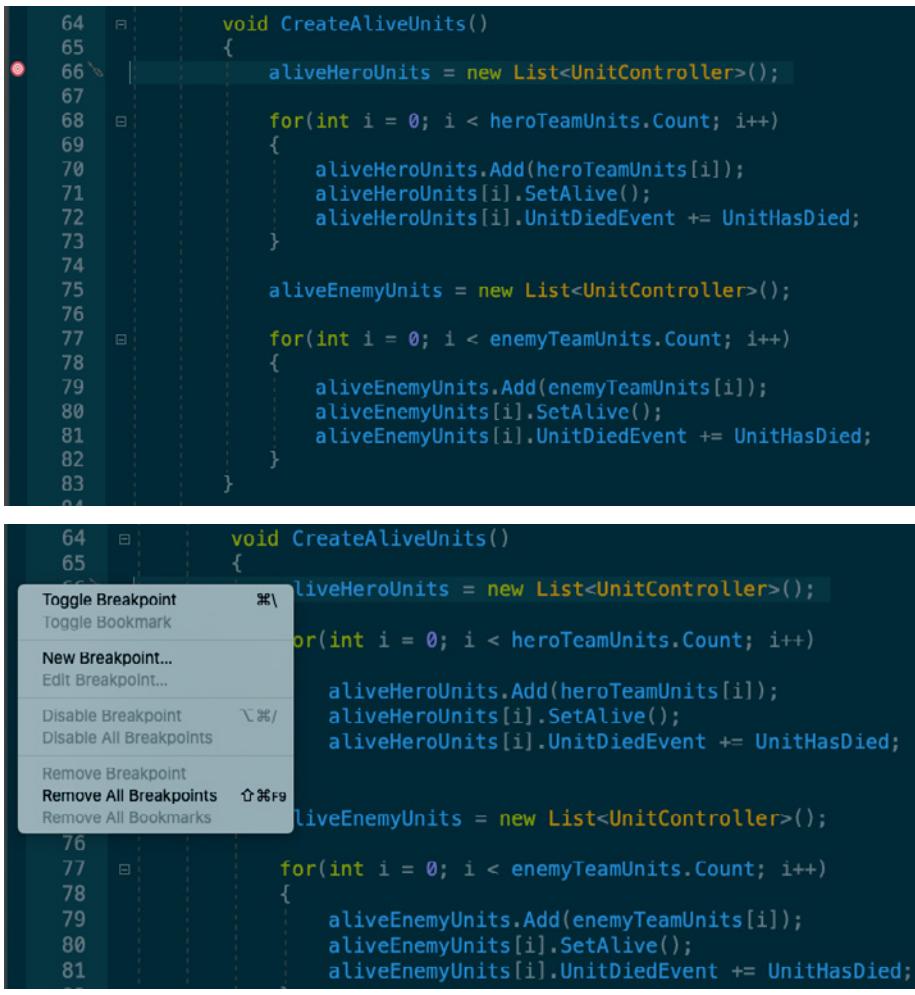 64 void CreateAliveUnits()
65 {
66 aliveHeroUnits = new List<UnitController>();
67
68 for(int i = 0; i < heroTeamUnits.Count; i++)
69 {
70 aliveHeroUnits.Add(heroTeamUnits[i]);
71 aliveHeroUnits[i].SetAlive();
72 aliveHeroUnits[i].UnitDiedEvent += UnitHasDied;
73 }
74
75 aliveEnemyUnits = new List<UnitController>();
76
77 for(int i = 0; i < enemyTeamUnits.Count; i++)
78 {
79 aliveEnemyUnits.Add(enemyTeamUnits[i]);
80 aliveEnemyUnits[i].SetAlive();
81 aliveEnemyUnits[i].UnitDiedEvent += UnitHasDied;
82 }
83 }
64 void CreateAliveUnits()
65 {
liveHeroUnits = new List<UnitController>();
Toggle Breakpoint ⌘\
Toggle Bookmark
or(int i = 0; i < heroTeamUnits.Count; i++)
New Breakpoint...
Edit Breakpoint...
aliveHeroUnits.Add(heroTeamUnits[i]);
Disable Breakpoint ⌥⌘/ aliveHeroUnits[i].SetAlive();
Disable All Breakpoints aliveHeroUnits[i].UnitDiedEvent += UnitHasDied;
Remove Breakpoint
Remove All Breakpoints ⇧⌘F9
Remove All Bookmarks liveEnemyUnits = new List<UnitController>();
76
77 for(int i = 0; i < enemyTeamUnits.Count; i++)
78 {
79 aliveEnemyUnits.Add(enemyTeamUnits[i]);
80 aliveEnemyUnits[i].SetAlive();
81 aliveEnemyUnits[i].UnitDiedEvent += UnitHasDied;